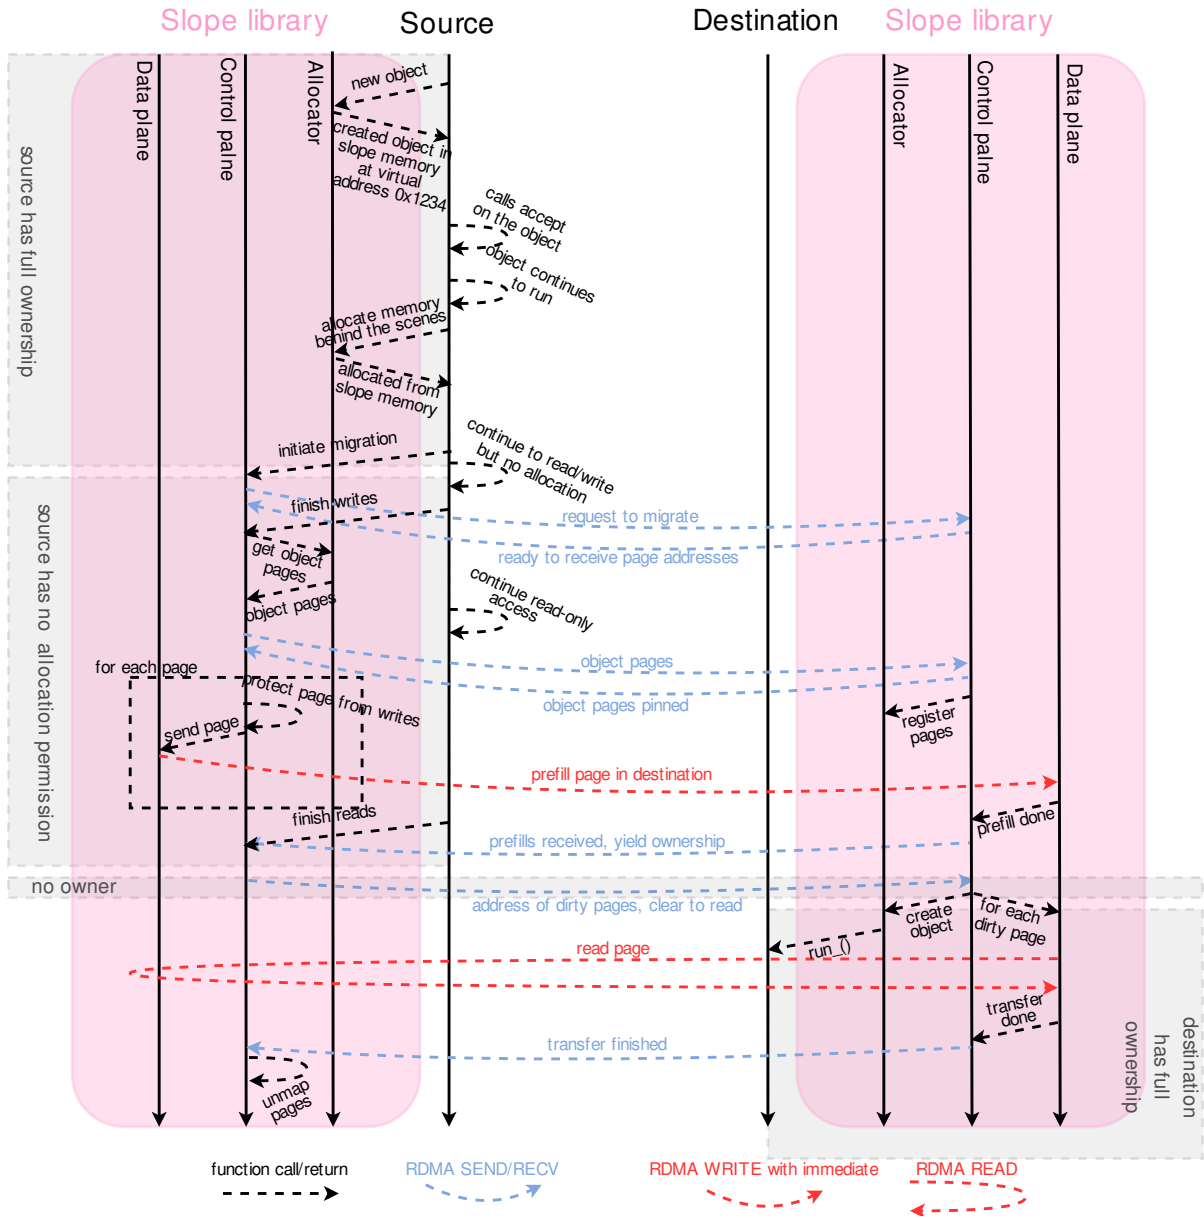 Slope library
Source
Destination
Slope library
Data plane
Control palne
Allocator
Allocator
Control palne
Data plane
source has full ownership
new object
created object in
slope memory
at virtual
address 0x1234
calls accept
on the object
object continues
to run
allocate memory
behind the scenes
allocated from
slope memory
initiate migration
continue to read/write
but no allocation
source has no allocation permission
finish writes
request to migrate
ready to receive page addresses
get object
pages
object pages
continue read-only
access
object pages
object pages pinned
for each page
protect page from writes
send page
register
pages
prefill page in destination
finish reads
prefill done
prefills received, yield ownership
no owner
address of dirty pages, clear to read
create
object
for each
dirty page
run_()
read page
transfer
done
destination
has full
ownership
transfer finished
unmap
pages
function call/return
RDMA SEND/RECV
RDMA WRITE with immediate
RDMA READ